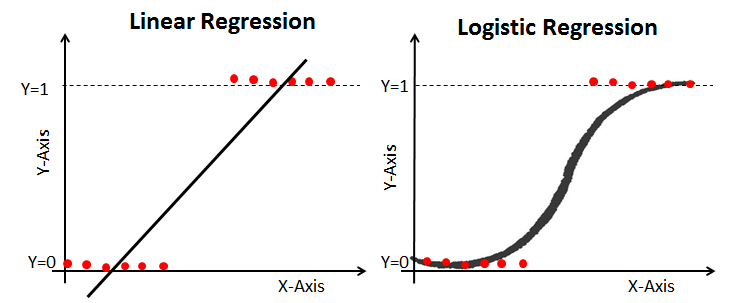 Linear Regression
Y=1
Y-Axis
Y=0
X-Axis
Logistic Regression
Y=1
Y-Axis
Y=0
X-Axis